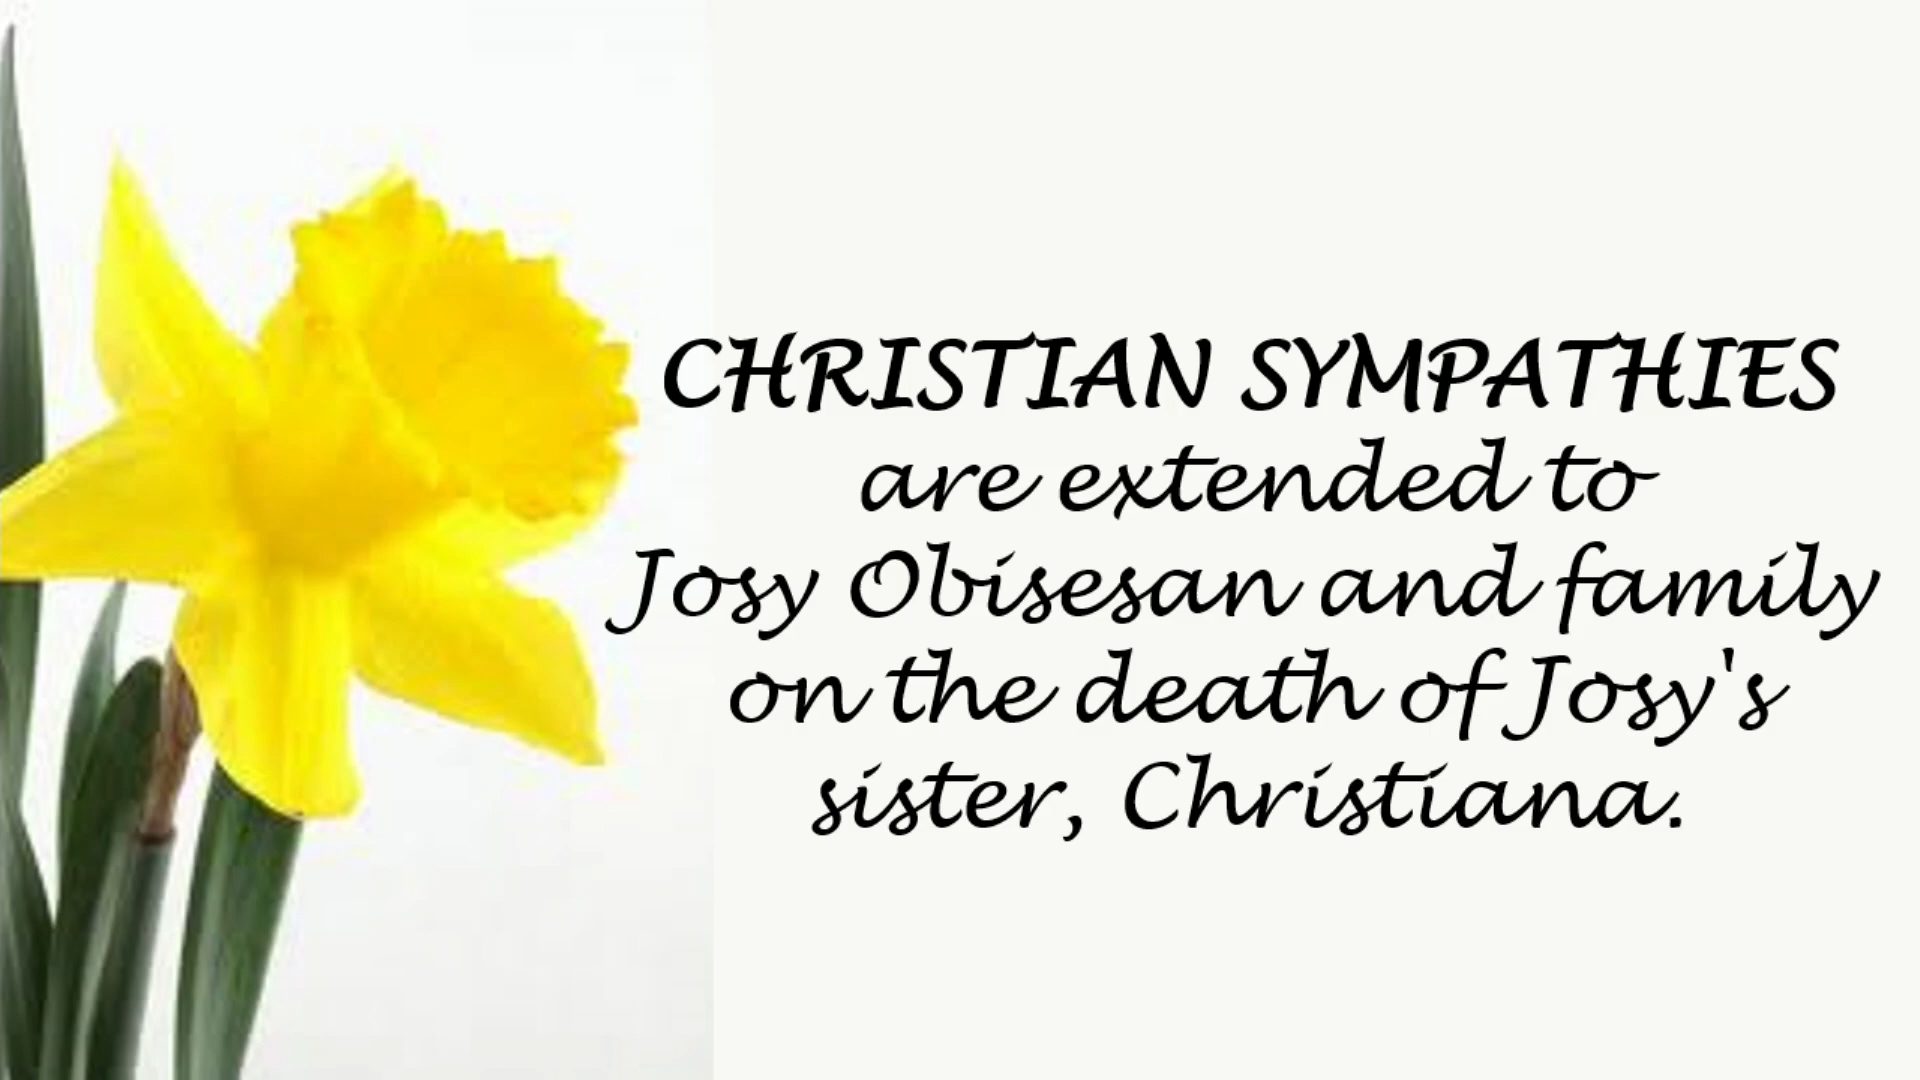 CHRISTIAN SYMPATHIES
are extended to
Josy Obisesan and family
on the death of Josy's
sister, Christiana.